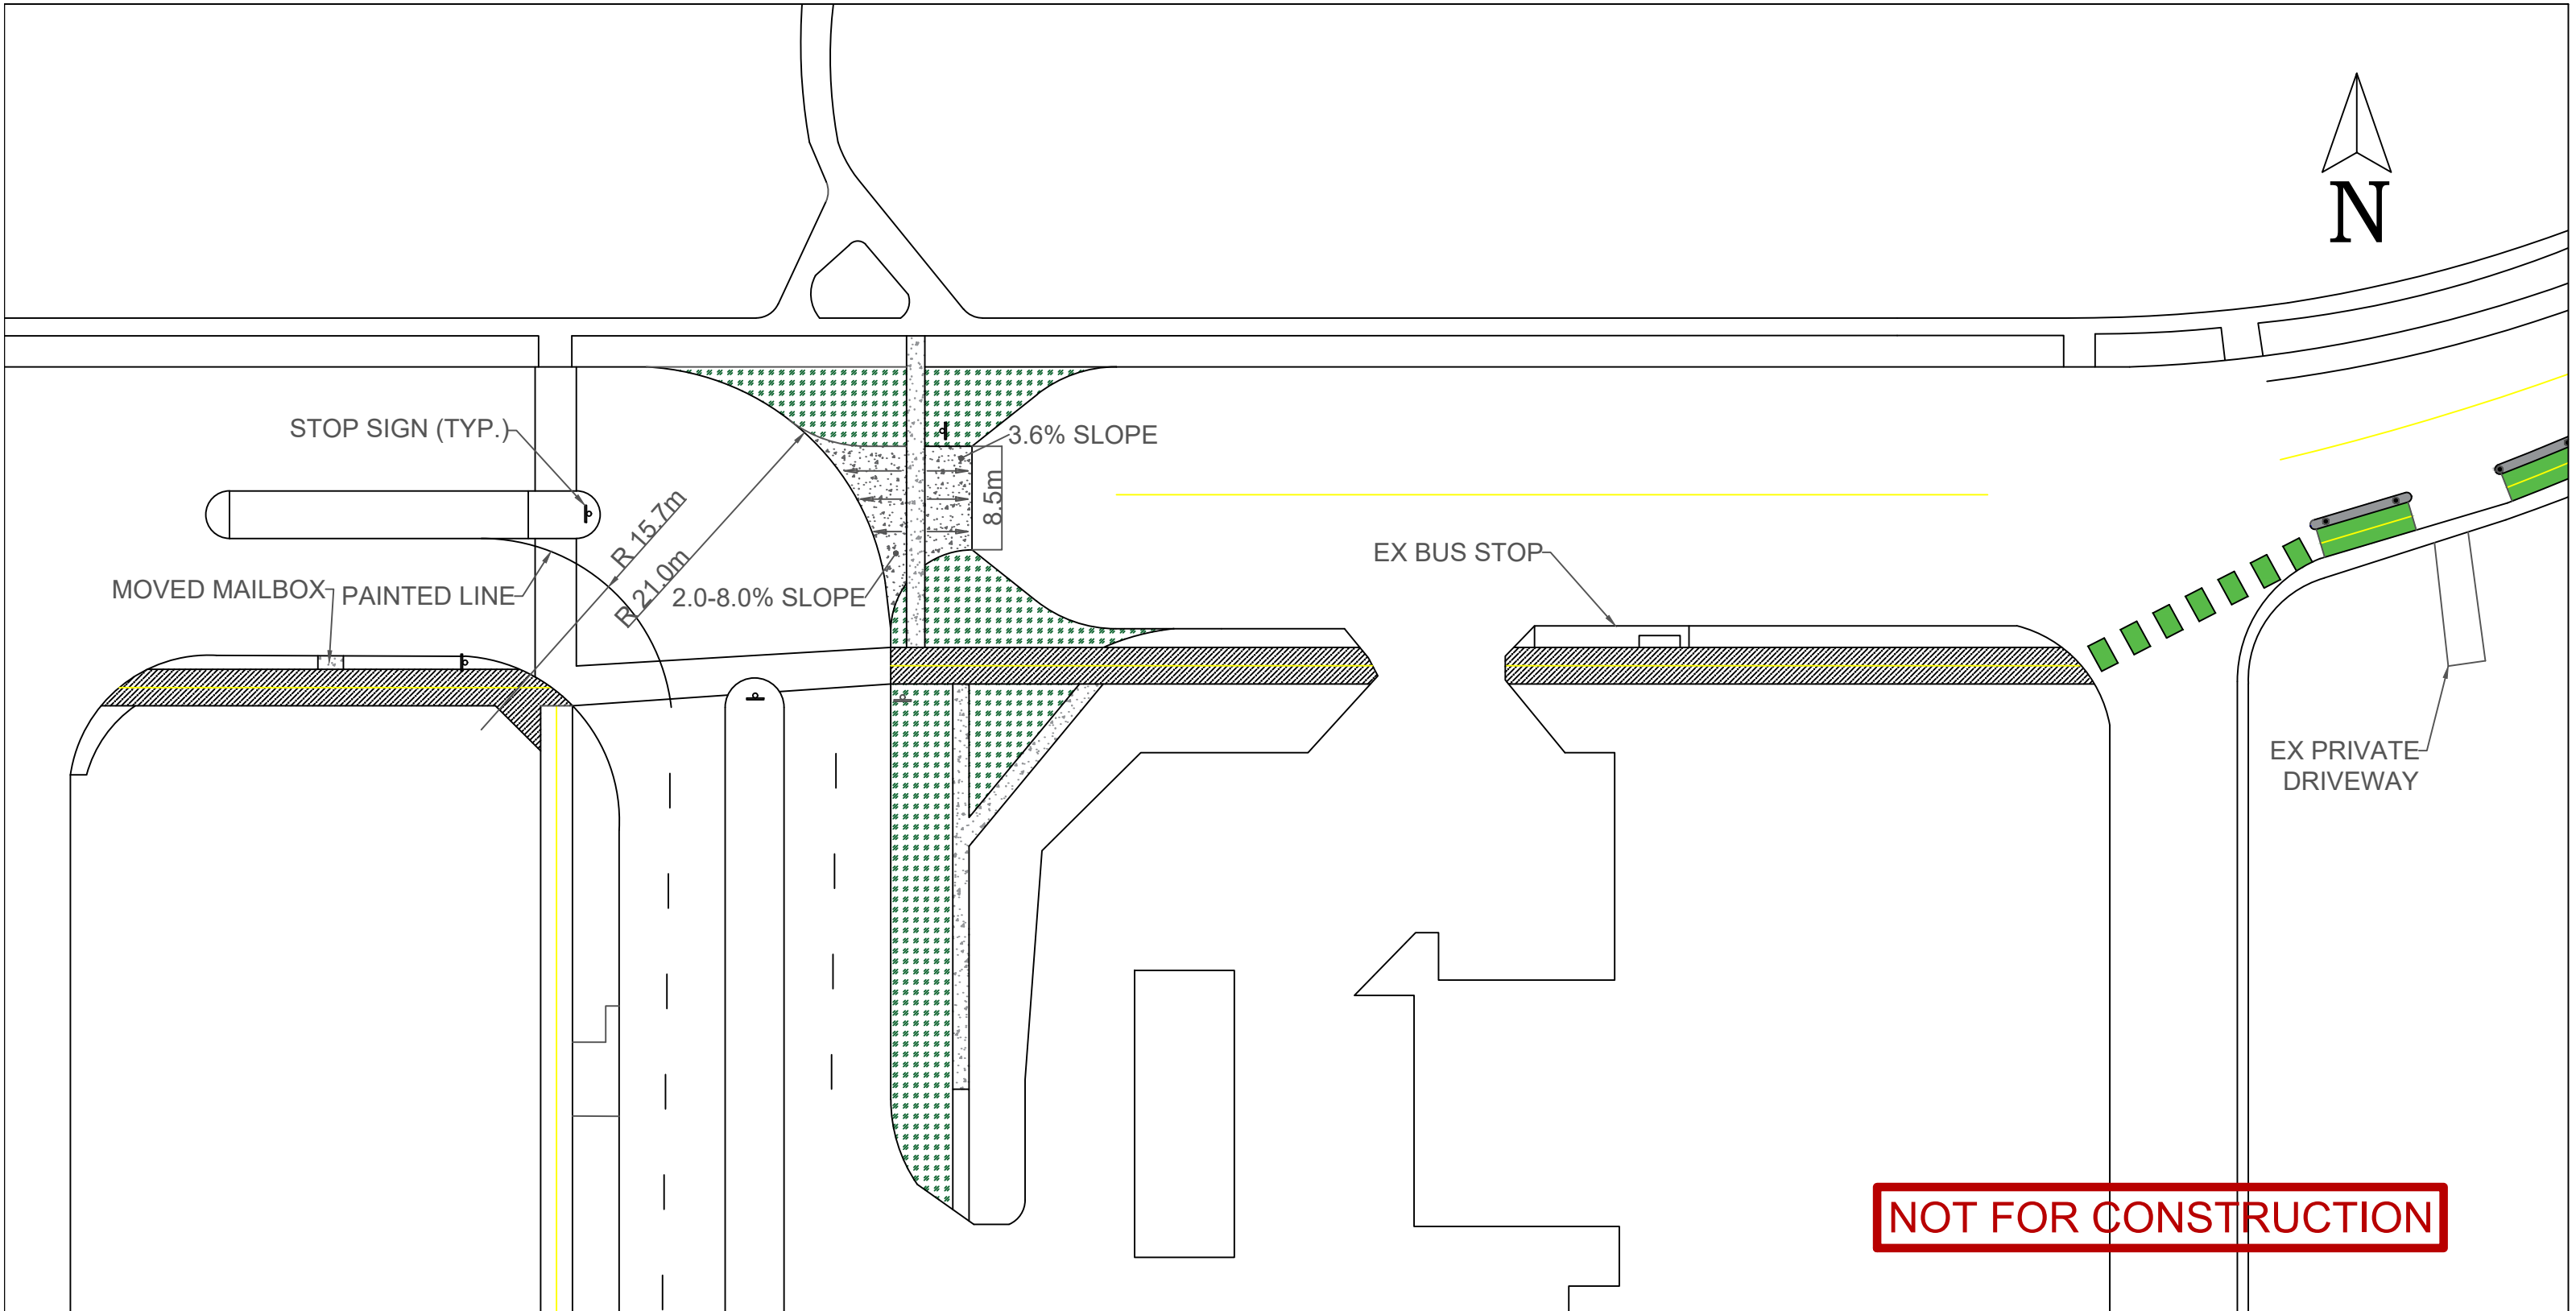 N
STOP SIGN (TYP.)
3.6% SLOPE
8.5m
R 15.7m
R 21.0m
EX BUS STOP
MOVED MAILBOX
PAINTED LINE
2.0-8.0% SLOPE
EX PRIVATE
DRIVEWAY
NOT FOR CONSTRUCTION